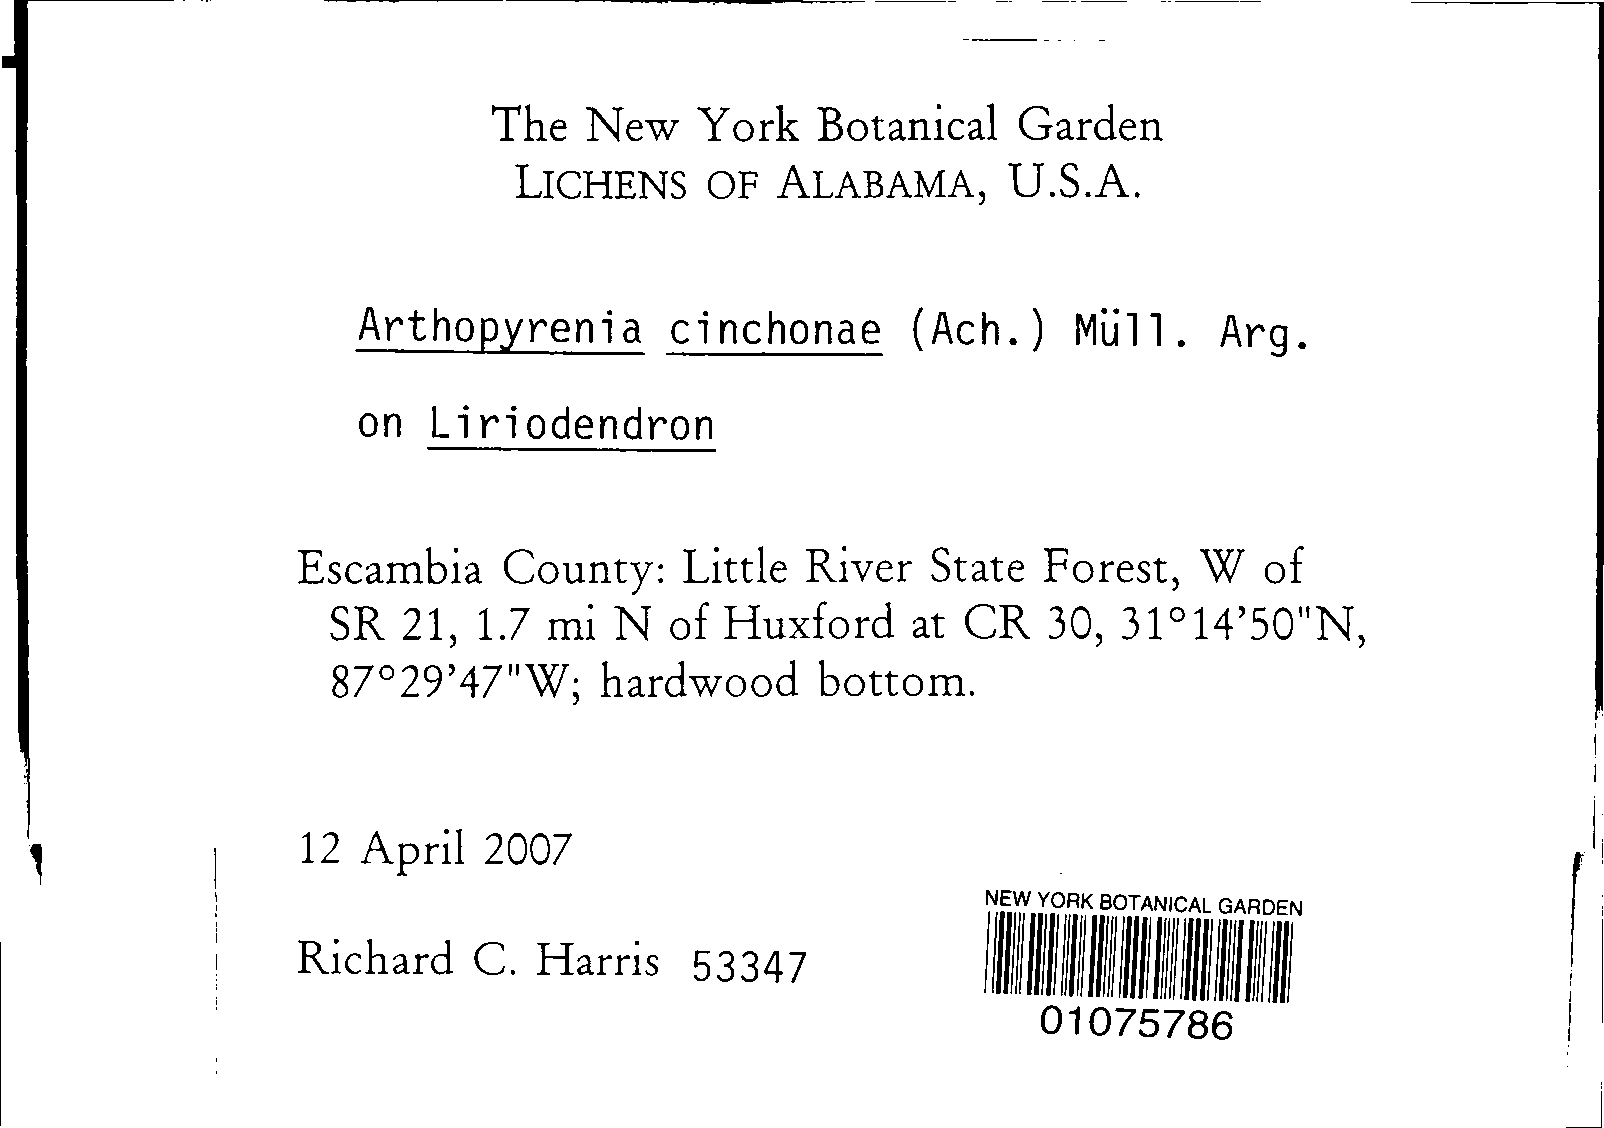 The New York Botanical Garden
LICHENS OF ALABAMA, U.S.A.
Arthopyrenia cinchonae (Ach.) Müll. Arg.
on Liriodendron
Escambia County: Little River State Forest, W of
SR 21, 1.7 mi N of Huxford at CR 30, 31°14'50"N,
87°29'47"W; hardwood bottom.
12 April 2007
Richard C. Harris 53347
NEW YORK BOTANICAL GARDEN
01075786